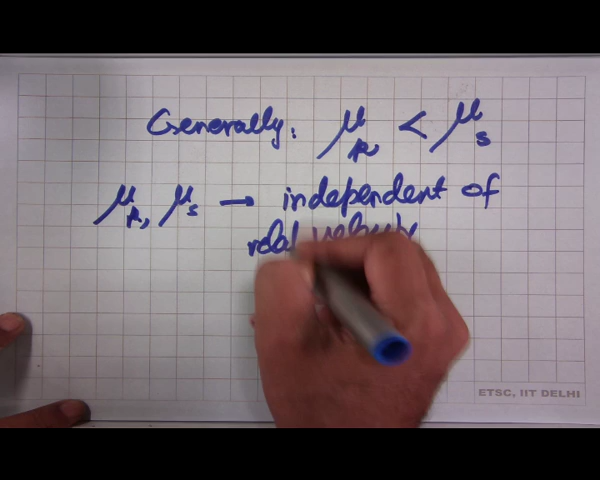 Generally: μk < μs
μk, μs → independent of
ETSC, IIT DELHI